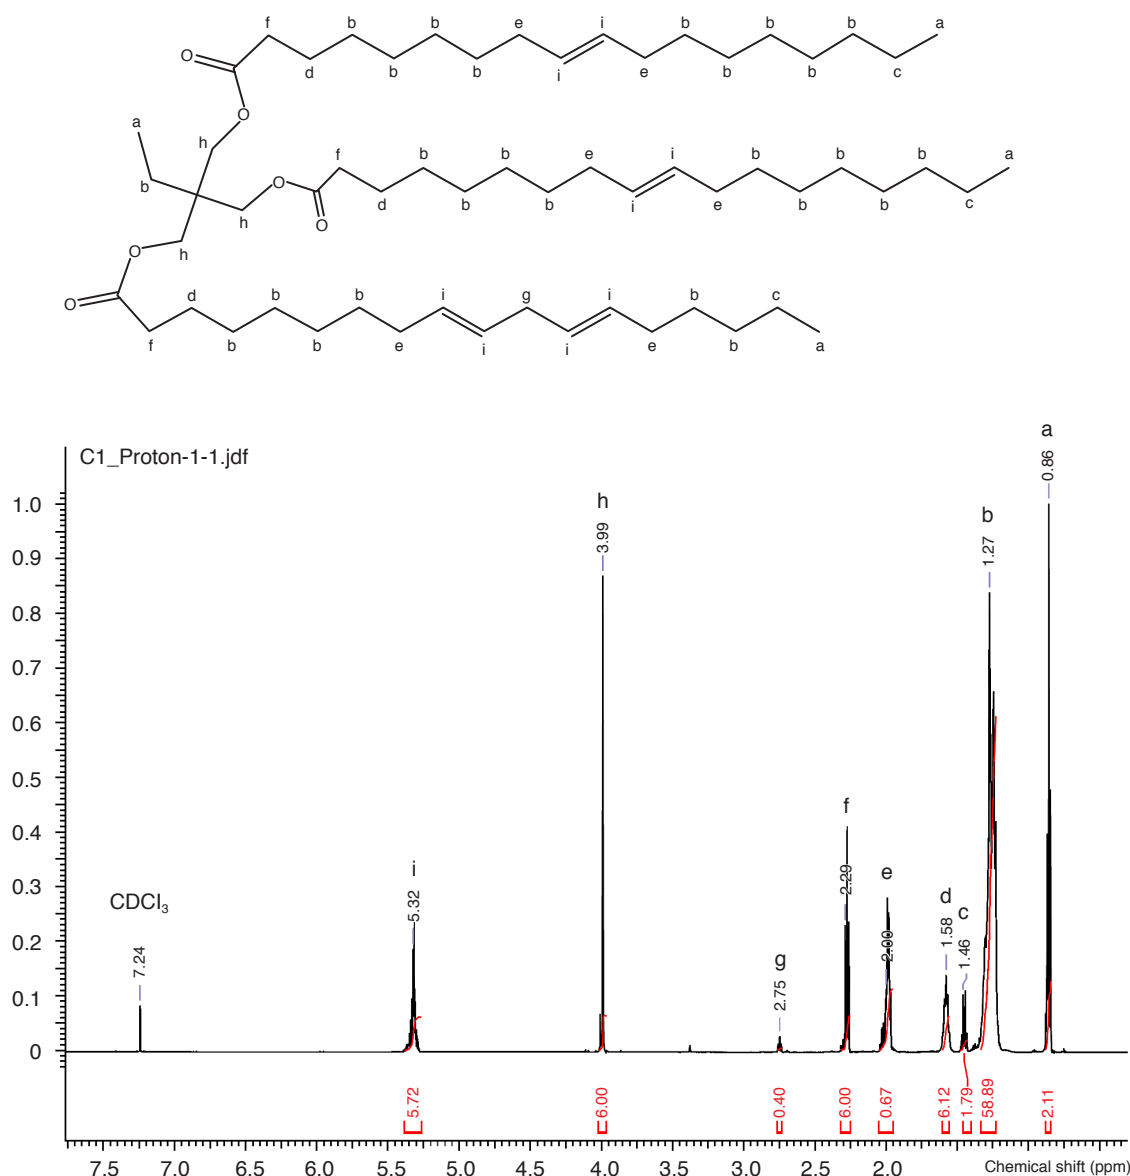 f b b e i b b b a
O d b b i e b b c
O
a
h
f b b e i b b b a
b O d b b i e b b c
h O
O h
d b b i g i b c
O
f b b e i i e b a
C1_Proton-1-1.jdf
CDCl₃
7.24
i
5.32
h
3.99
g
2.75
f
2.29
e
2.00
d
1.58
c
1.46
b
1.27
a
0.86
1.0
0.9
0.8
0.7
0.6
0.5
0.4
0.3
0.2
0.1
0
5.72 6.00 0.40 6.00 0.67 6.12 1.79 58.89 2.11
7.5 7.0 6.5 6.0 5.5 5.0 4.5 4.0 3.5 3.0 2.5 2.0 Chemical shift (ppm)